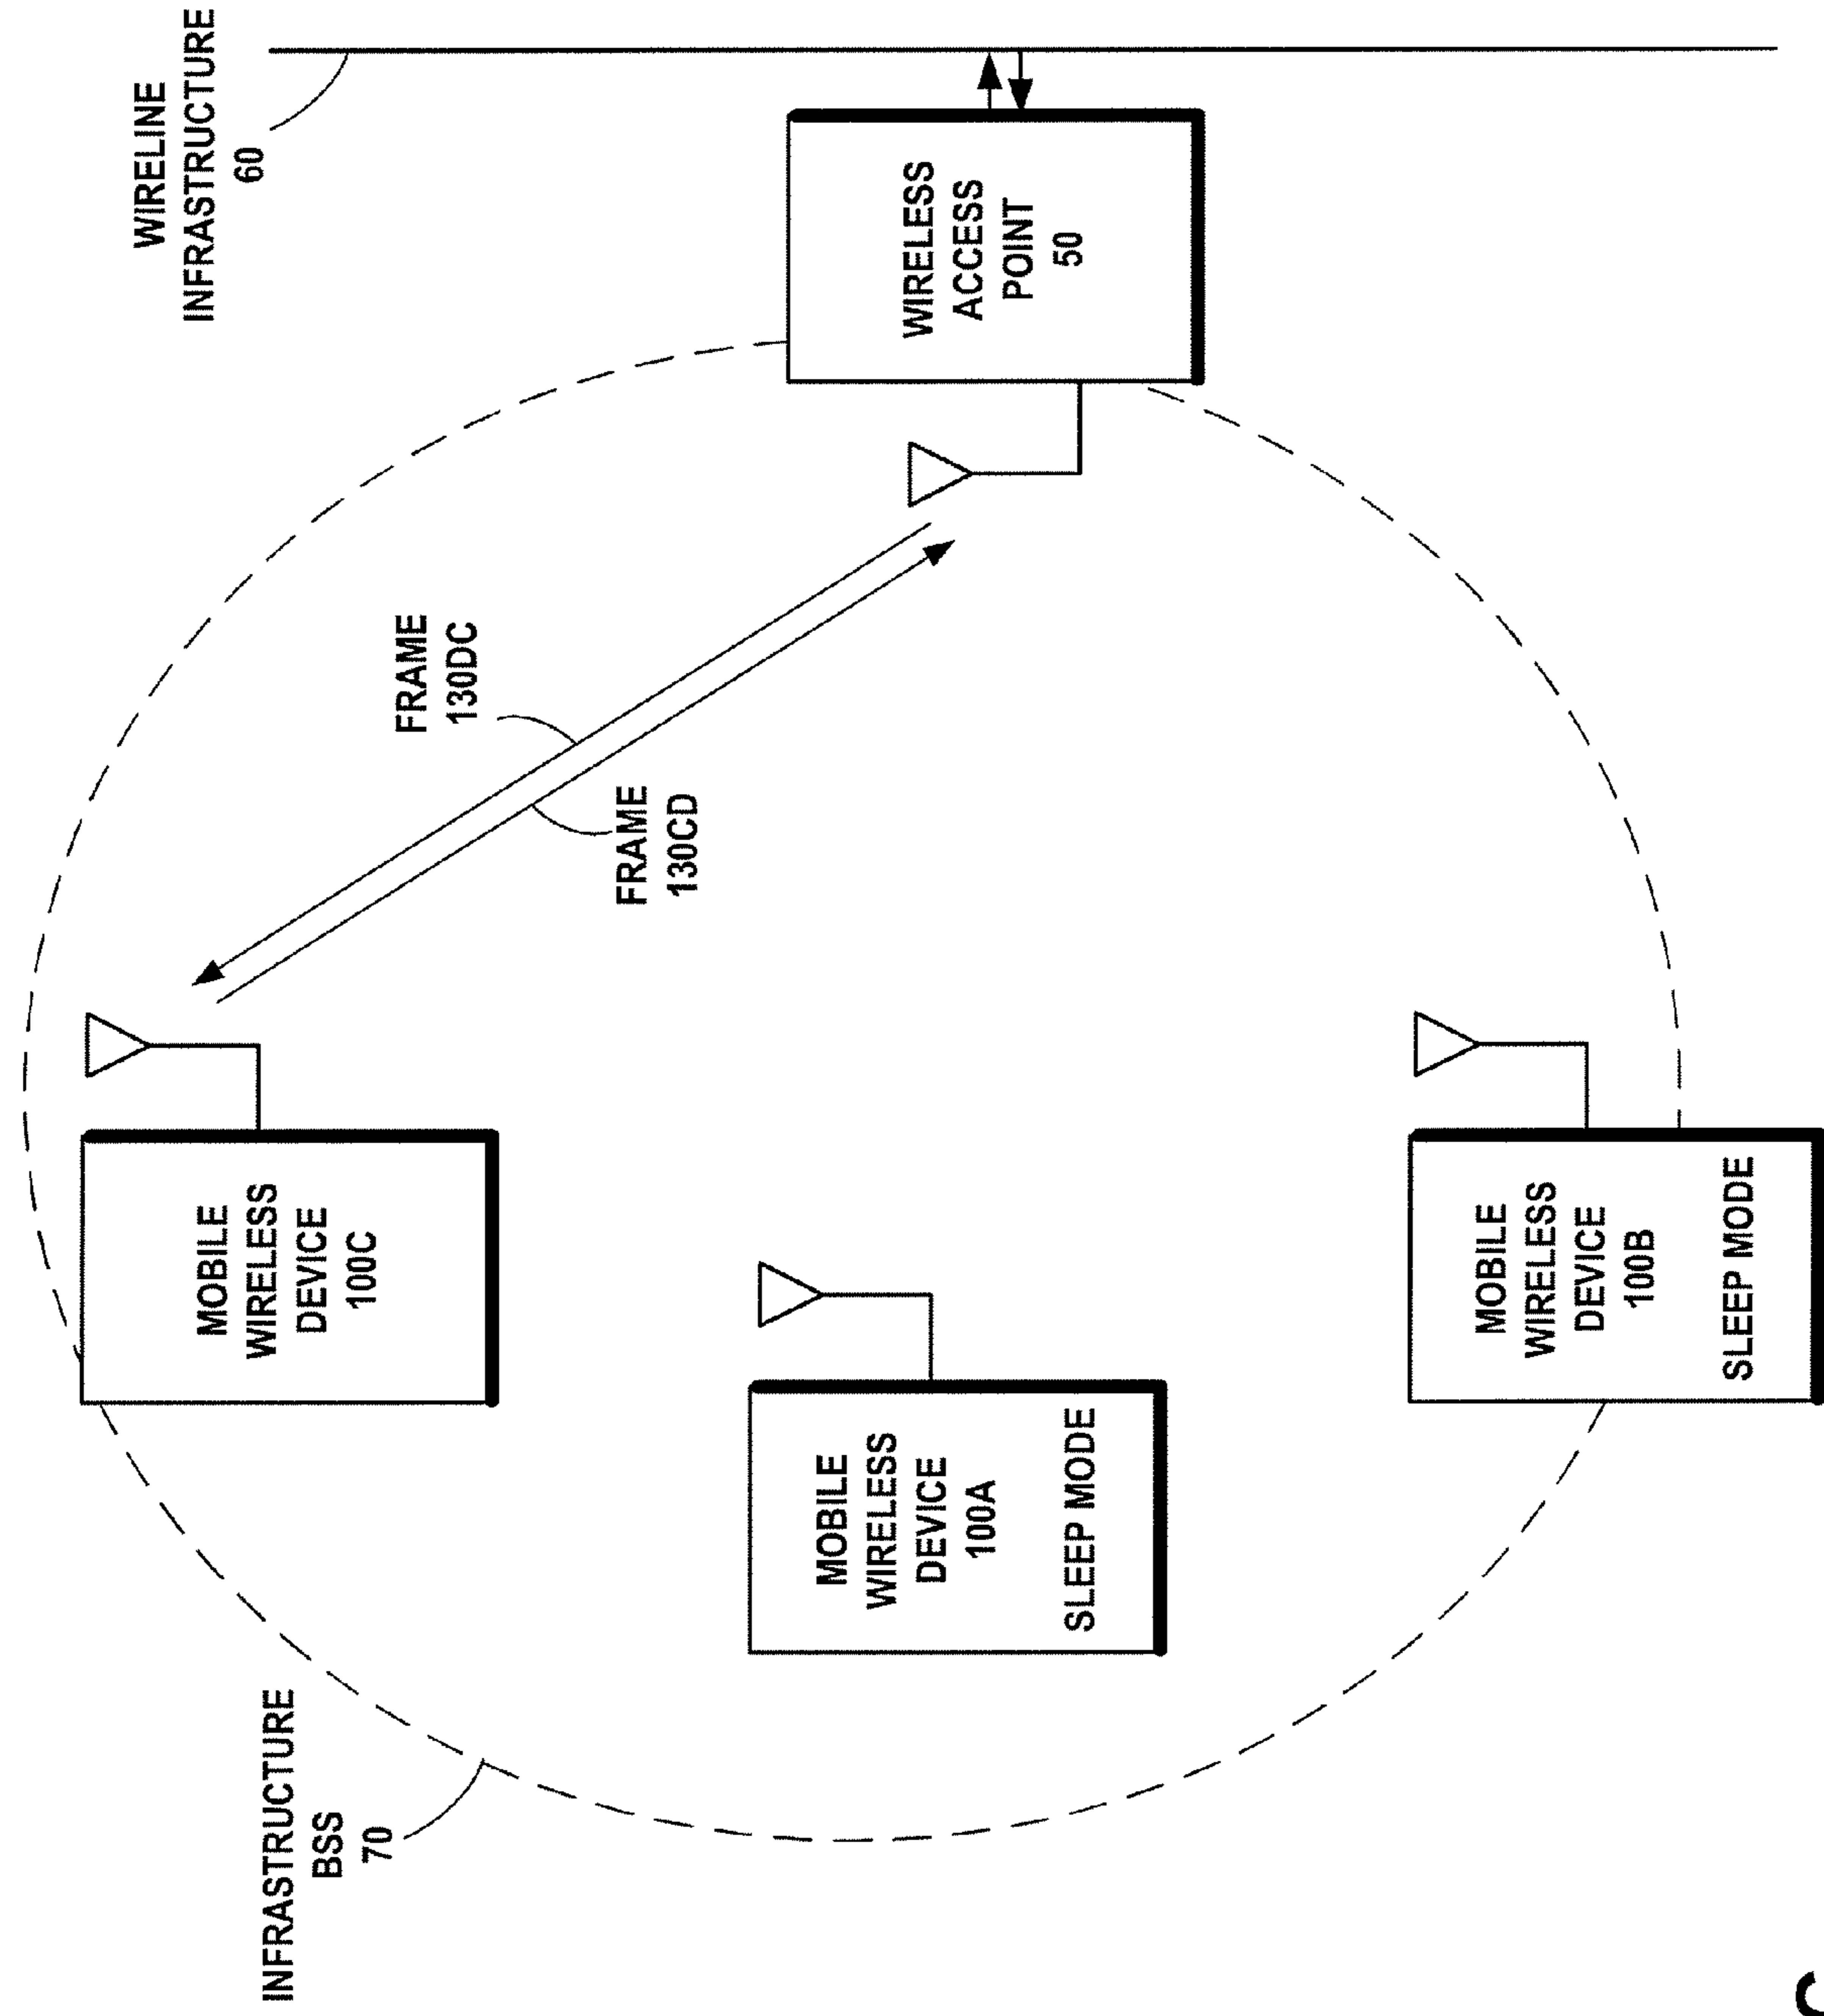 INFRASTRUCTURE
BSS
70
MOBILE
WIRELESS
DEVICE
100C
FRAME
130DC
FRAME
130CD
WIRELINE
INFRASTRUCTURE
60
MOBILE
WIRELESS
DEVICE
100A
SLEEP MODE
WIRELESS
ACCESS
POINT
50
MOBILE
WIRELESS
DEVICE
100B
SLEEP MODE